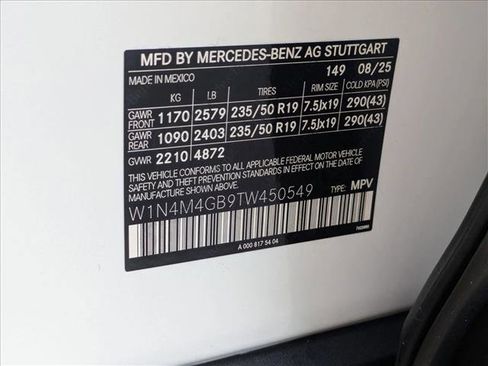 MFD BY MERCEDES-BENZ AG STUTTGART
MADE IN MEXICO 149 08/25
KG LB TIRES RIM SIZE COLD KPA(PSI)
GAWR FRONT 1170 2579 235/50 R19 7.5Jx19 290(43)
GAWR REAR 1090 2403 235/50 R19 7.5Jx19 290(43)
GVWR 2210 4872
THIS VEHICLE CONFORMS TO ALL APPLICABLE FEDERAL MOTOR VEHICLE
SAFETY, BUMPER, AND THEFT PREVENTION STANDARDS IN EFFECT ON THE DATE OF
MANUFACTURE SHOWN ABOVE.
W1N4M4GB9TW450549 TYPE: MPV
A 000 817 54 04